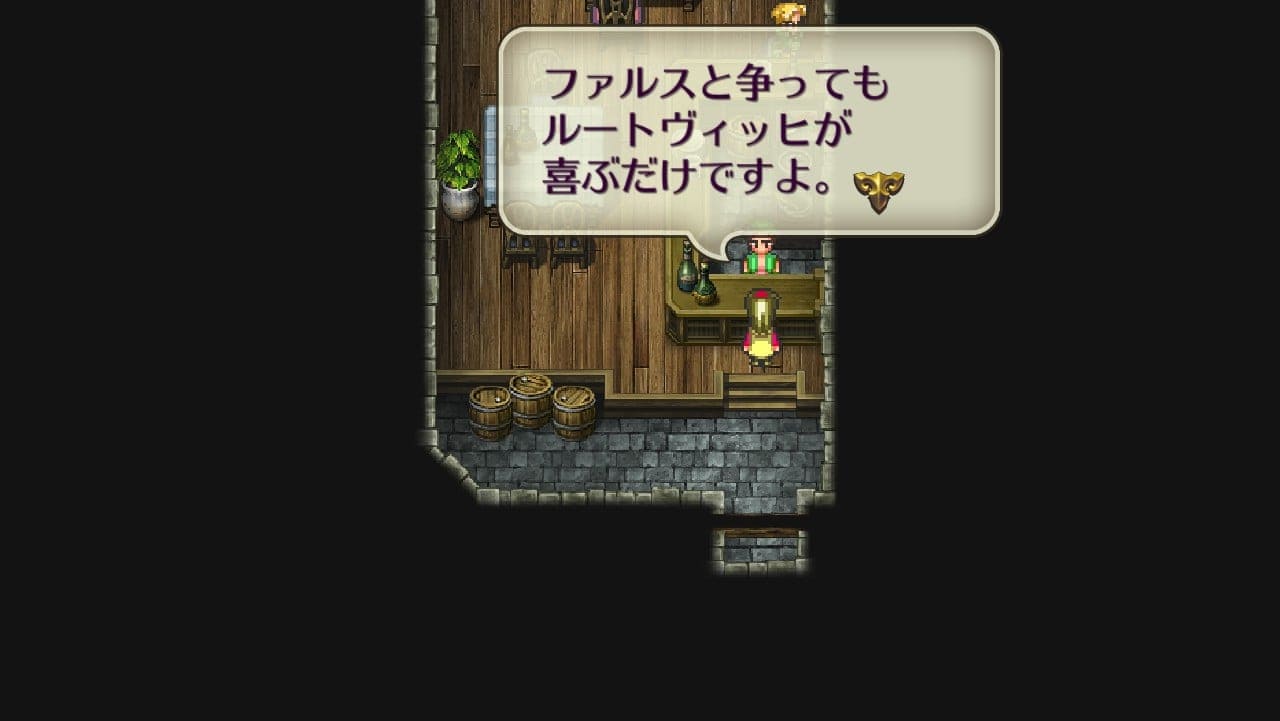 ファルスと争っても
ルートヴィッヒが
喜ぶだけですよ。